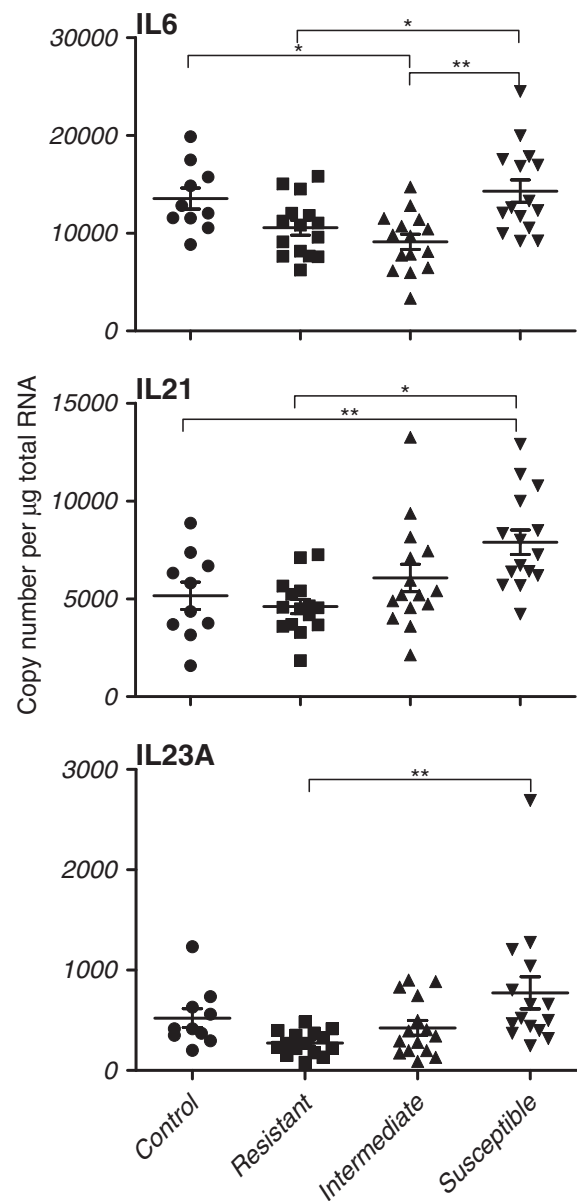 IL6
30000
*
*
**
20000
10000
0
IL21
15000
*
**
10000
5000
0
Copy number per µg total RNA
IL23A
3000
**
2000
1000
0
Control
Resistant
Intermediate
Susceptible